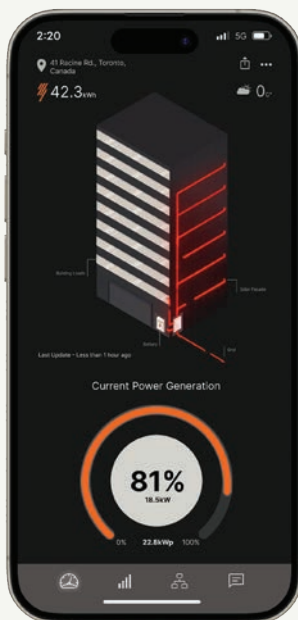 2:20
5G
41 Racine Rd., Toronto,
Canada
42.3kWh
0c°
Building Loads
Solar Facade
Battery
Grid
Last Update - Less than 1 hour ago
Current Power Generation
81%
18.5kW
0% 22.8kWp 100%